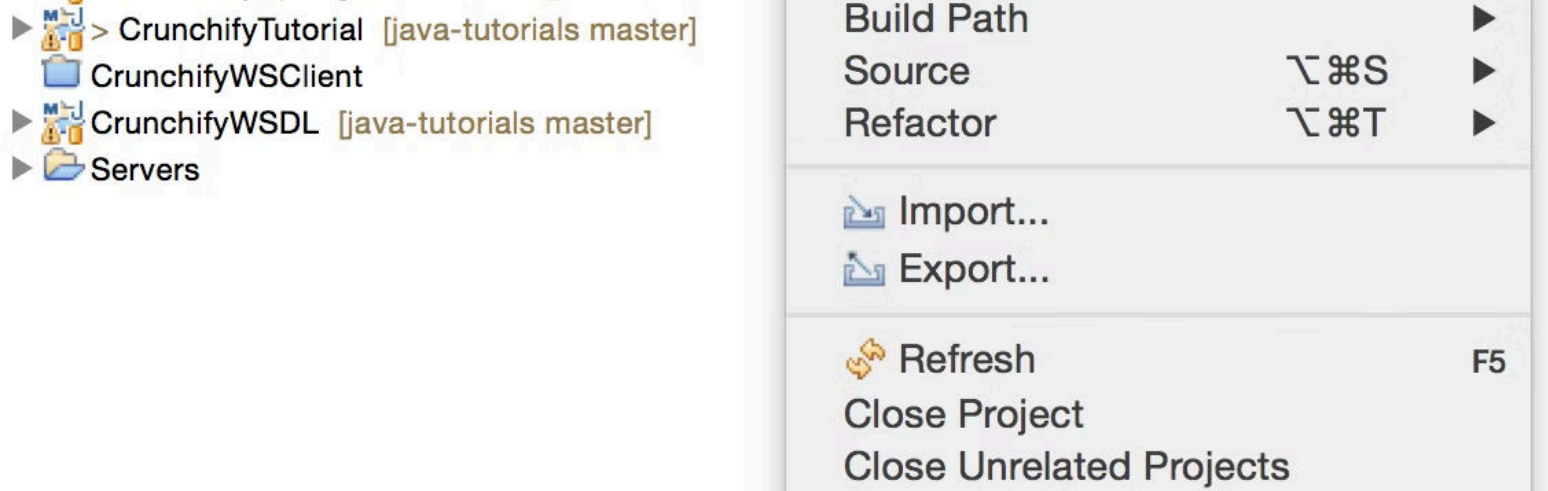 > CrunchifyTutorial [java-tutorials master]
CrunchifyWSClient
CrunchifyWSDL [java-tutorials master]
Servers
Build Path
Source ⌥⌘S
Refactor ⌥⌘T
Import...
Export...
Refresh F5
Close Project
Close Unrelated Projects